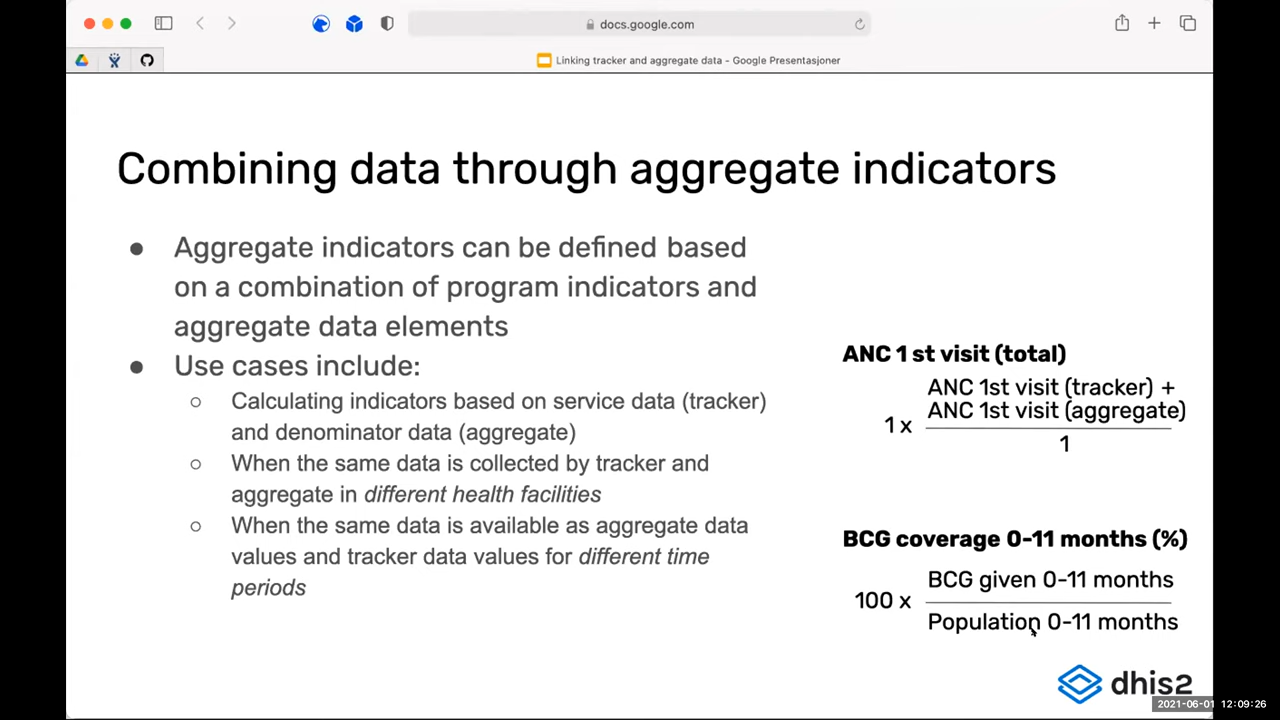 docs.google.com
Linking tracker and aggregate data - Google Presentasjoner
Combining data through aggregate indicators
● Aggregate indicators can be defined based
on a combination of program indicators and
aggregate data elements
● Use cases include:
○ Calculating indicators based on service data (tracker)
and denominator data (aggregate)
○ When the same data is collected by tracker and
aggregate in different health facilities
○ When the same data is available as aggregate data
values and tracker data values for different time
periods
ANC 1 st visit (total)
ANC 1st visit (tracker) +
ANC 1st visit (aggregate)
1 x
1
BCG coverage 0-11 months (%)
BCG given 0-11 months
100 x
Population 0-11 months
dhis2
2021-06-01 12:09:26